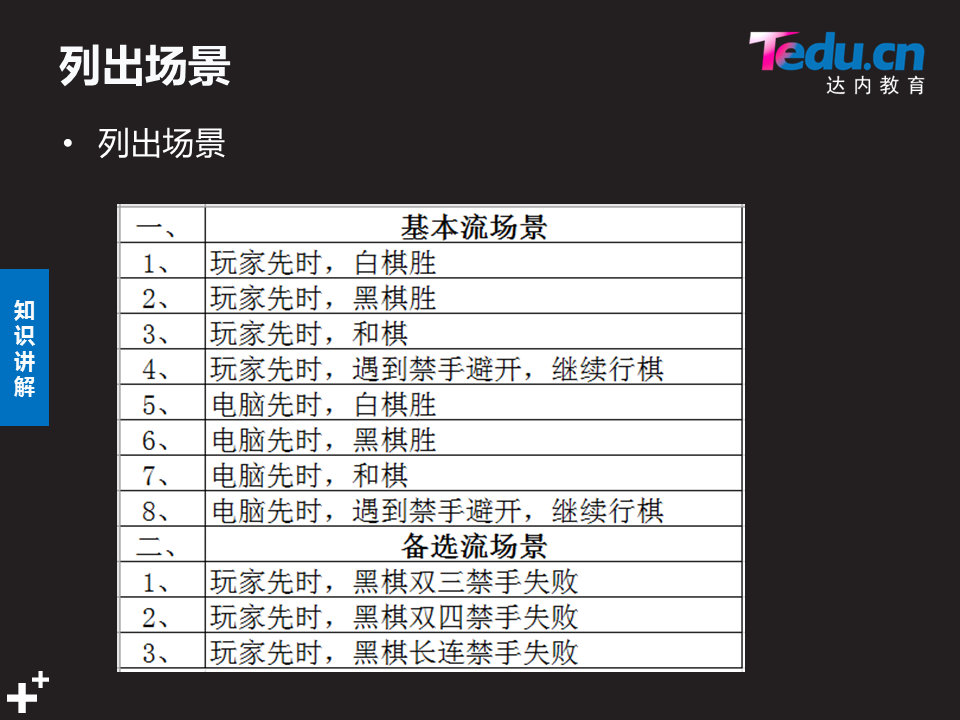 列出场景
Tedu.cn
达内教育
• 列出场景
知识讲解
一、 基本流场景
1、 玩家先时，白棋胜
2、 玩家先时，黑棋胜
3、 玩家先时，和棋
4、 玩家先时，遇到禁手避开，继续行棋
5、 电脑先时，白棋胜
6、 电脑先时，黑棋胜
7、 电脑先时，和棋
8、 电脑先时，遇到禁手避开，继续行棋
二、 备选流场景
1、 玩家先时，黑棋双三禁手失败
2、 玩家先时，黑棋双四禁手失败
3、 玩家先时，黑棋长连禁手失败